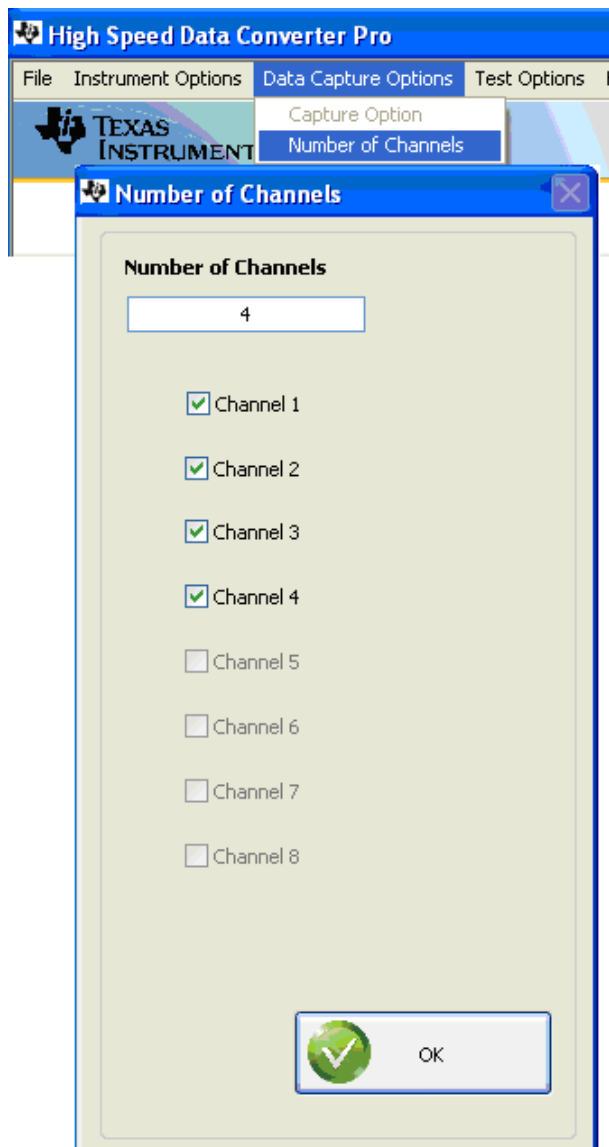 High Speed Data Converter Pro
File Instrument Options Data Capture Options Test Options
Capture Option
TEXAS
INSTRUMENT
Number of Channels
Number of Channels
Number of Channels
4
Channel 1
Channel 2
Channel 3
Channel 4
Channel 5
Channel 6
Channel 7
Channel 8
OK